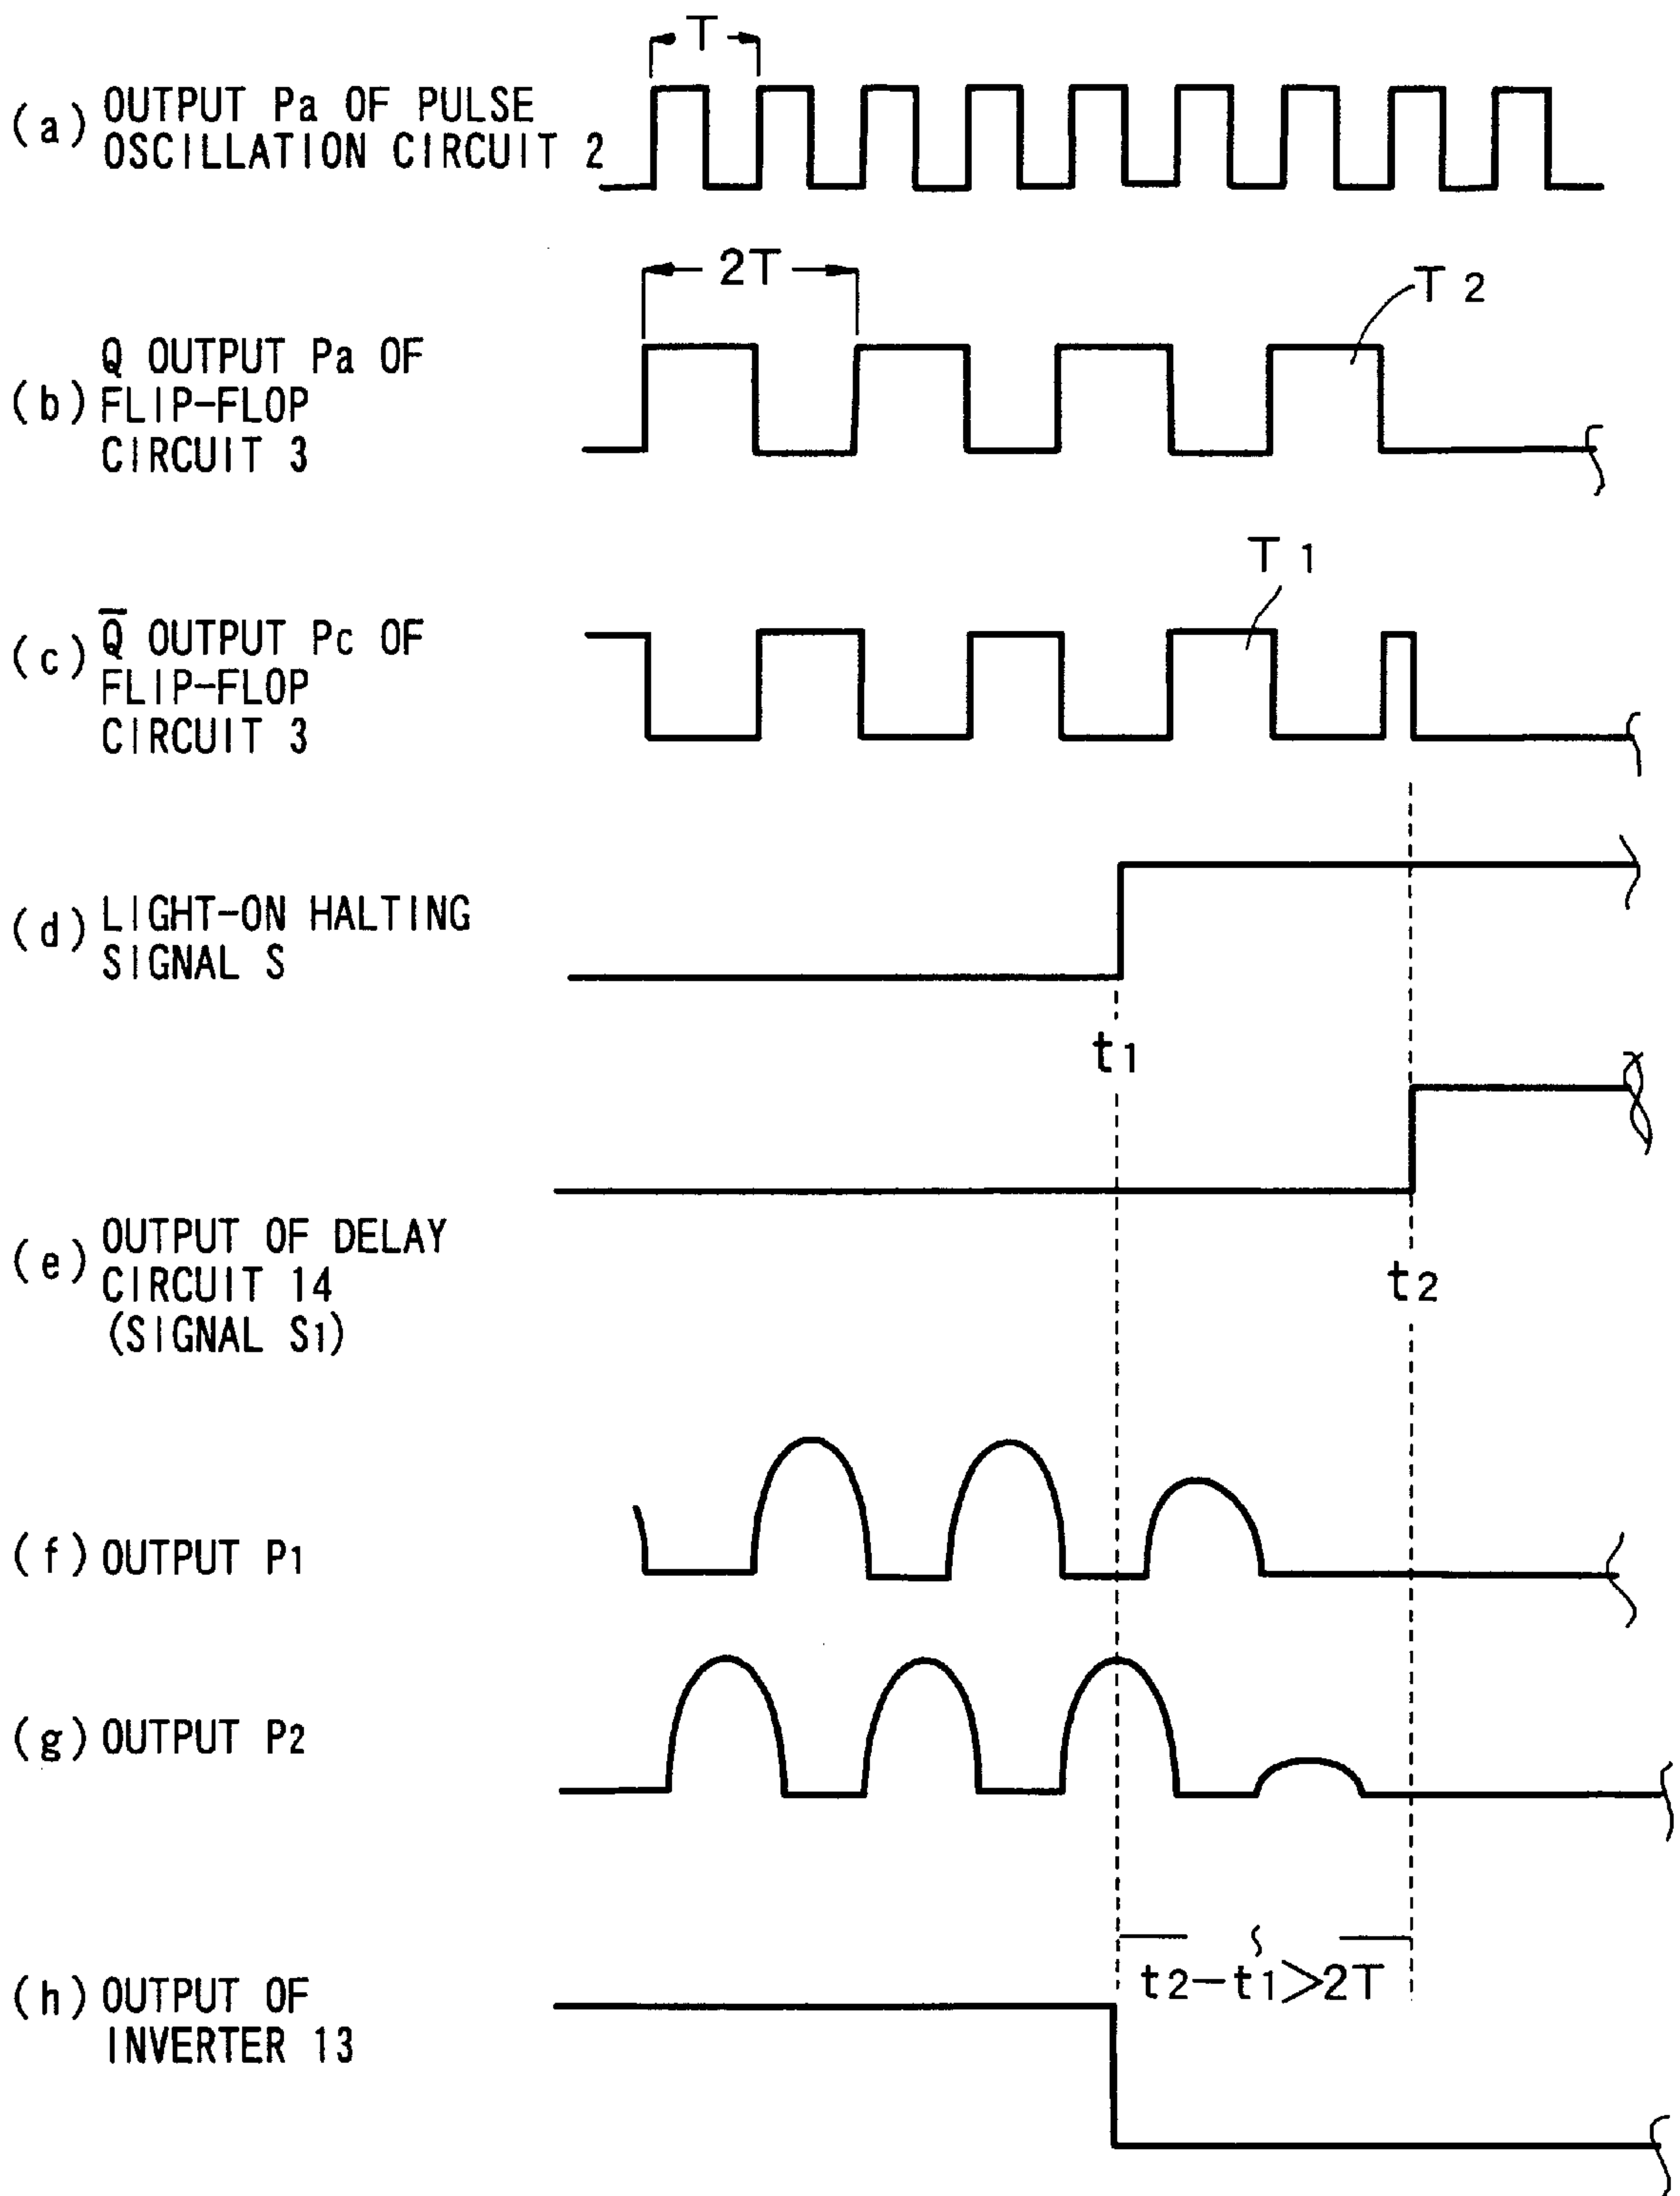 T
(a) OUTPUT Pa OF PULSE
OSCILLATION CIRCUIT 2
2T
T 2
(b) Q OUTPUT Pa OF
FLIP-FLOP
CIRCUIT 3
T 1
(c) Q̅ OUTPUT Pc OF
FLIP-FLOP
CIRCUIT 3
(d) LIGHT-ON HALTING
SIGNAL S
t1
(e) OUTPUT OF DELAY
CIRCUIT 14
(SIGNAL S1)
t2
(f) OUTPUT P1
(g) OUTPUT P2
t2-t1>2T
(h) OUTPUT OF
INVERTER 13